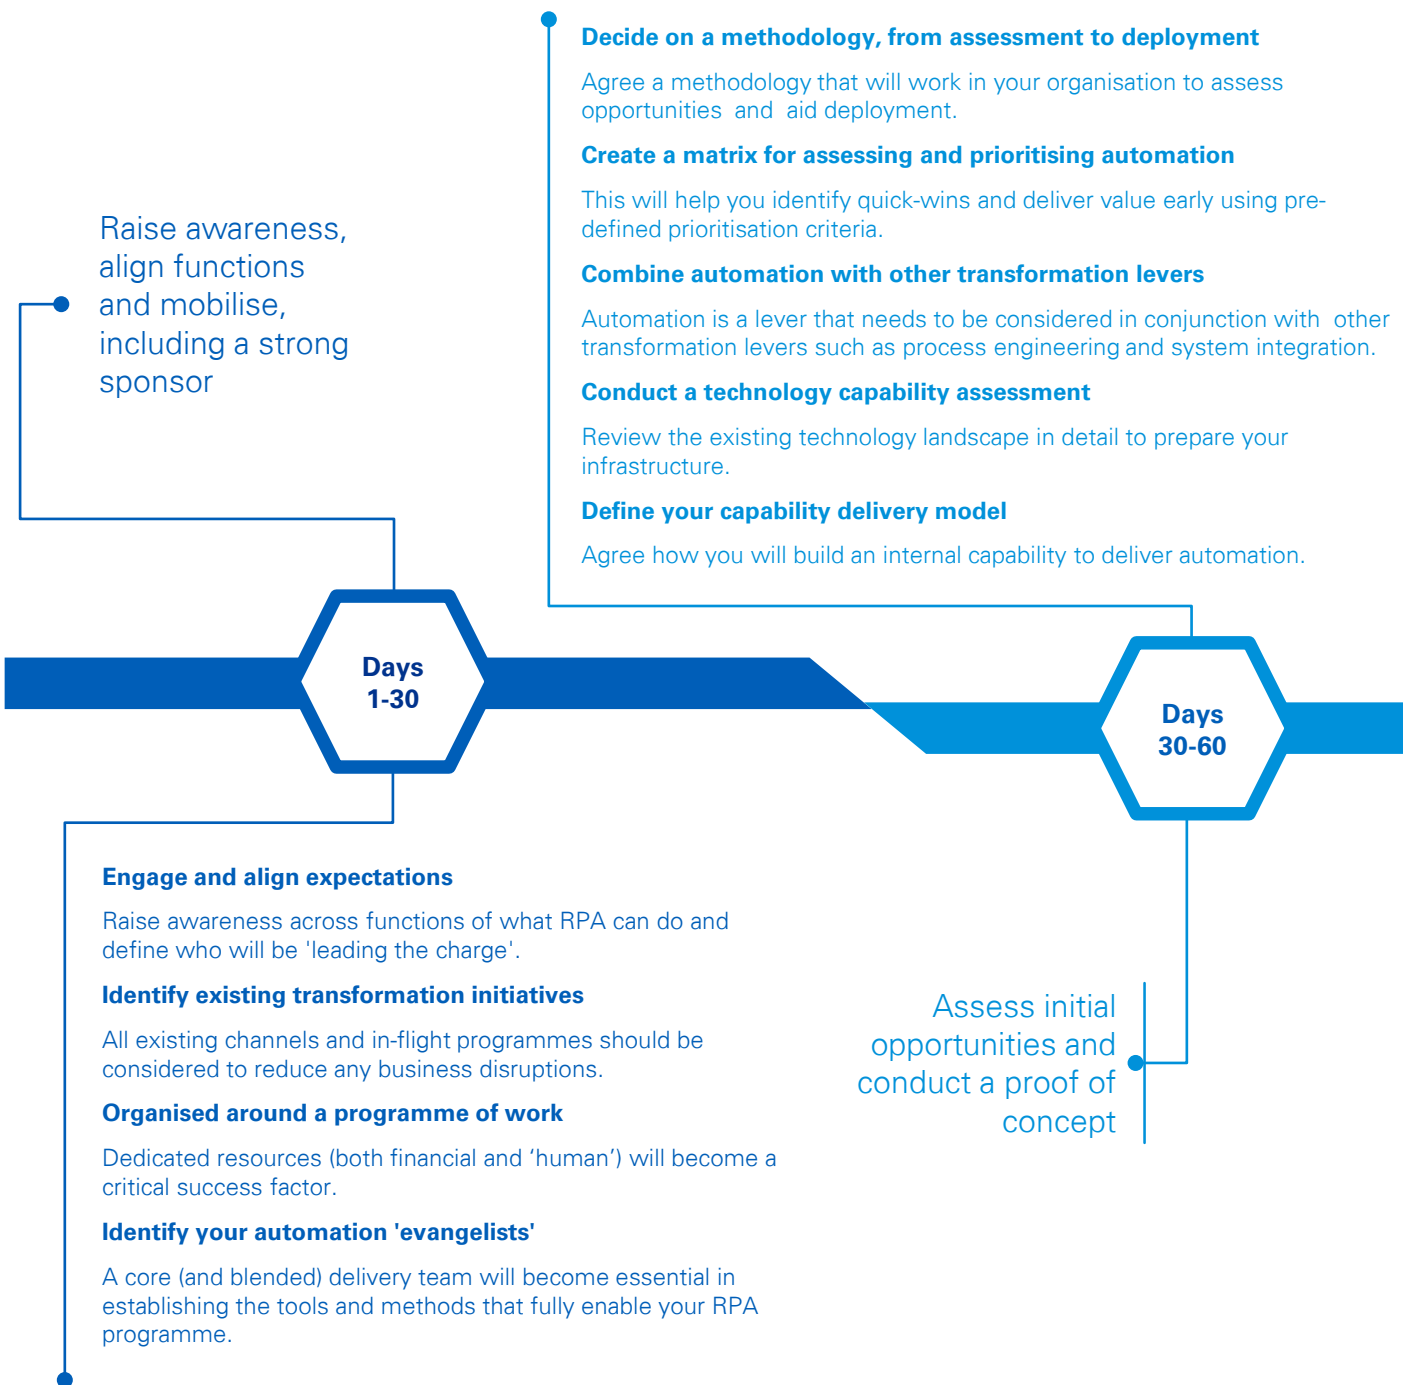 Raise awareness,
align functions
and mobilise,
including a strong
sponsor
Days
1-30
Engage and align expectations
Raise awareness across functions of what RPA can do and
define who will be 'leading the charge'.
Identify existing transformation initiatives
All existing channels and in-flight programmes should be
considered to reduce any business disruptions.
Organised around a programme of work
Dedicated resources (both financial and ‘human’) will become a
critical success factor.
Identify your automation 'evangelists'
A core (and blended) delivery team will become essential in
establishing the tools and methods that fully enable your RPA
programme.
Decide on a methodology, from assessment to deployment
Agree a methodology that will work in your organisation to assess
opportunities and aid deployment.
Create a matrix for assessing and prioritising automation
This will help you identify quick-wins and deliver value early using pre-
defined prioritisation criteria.
Combine automation with other transformation levers
Automation is a lever that needs to be considered in conjunction with other
transformation levers such as process engineering and system integration.
Conduct a technology capability assessment
Review the existing technology landscape in detail to prepare your
infrastructure.
Define your capability delivery model
Agree how you will build an internal capability to deliver automation.
Days
30-60
Assess initial
opportunities and
conduct a proof of
concept